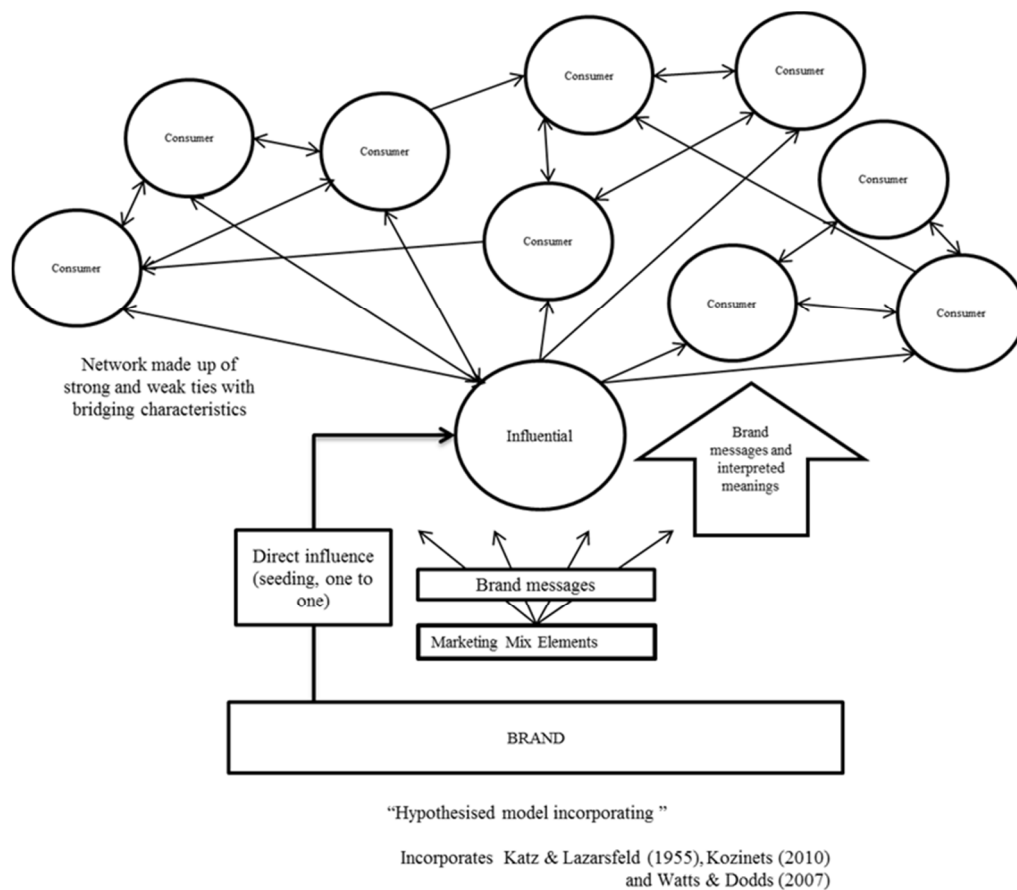 Consumer
Consumer
Consumer
Consumer
Consumer
Consumer
Consumer
Consumer
Consumer
Network made up of
strong and weak ties with
bridging characteristics
Influential
Brand
messages and
interpreted
meanings
Direct influence
(seeding, one to
one)
Brand messages
Marketing Mix Elements
BRAND
“Hypothesised model incorporating ”
Incorporates Katz & Lazarsfeld (1955), Kozinets (2010)
and Watts & Dodds (2007)